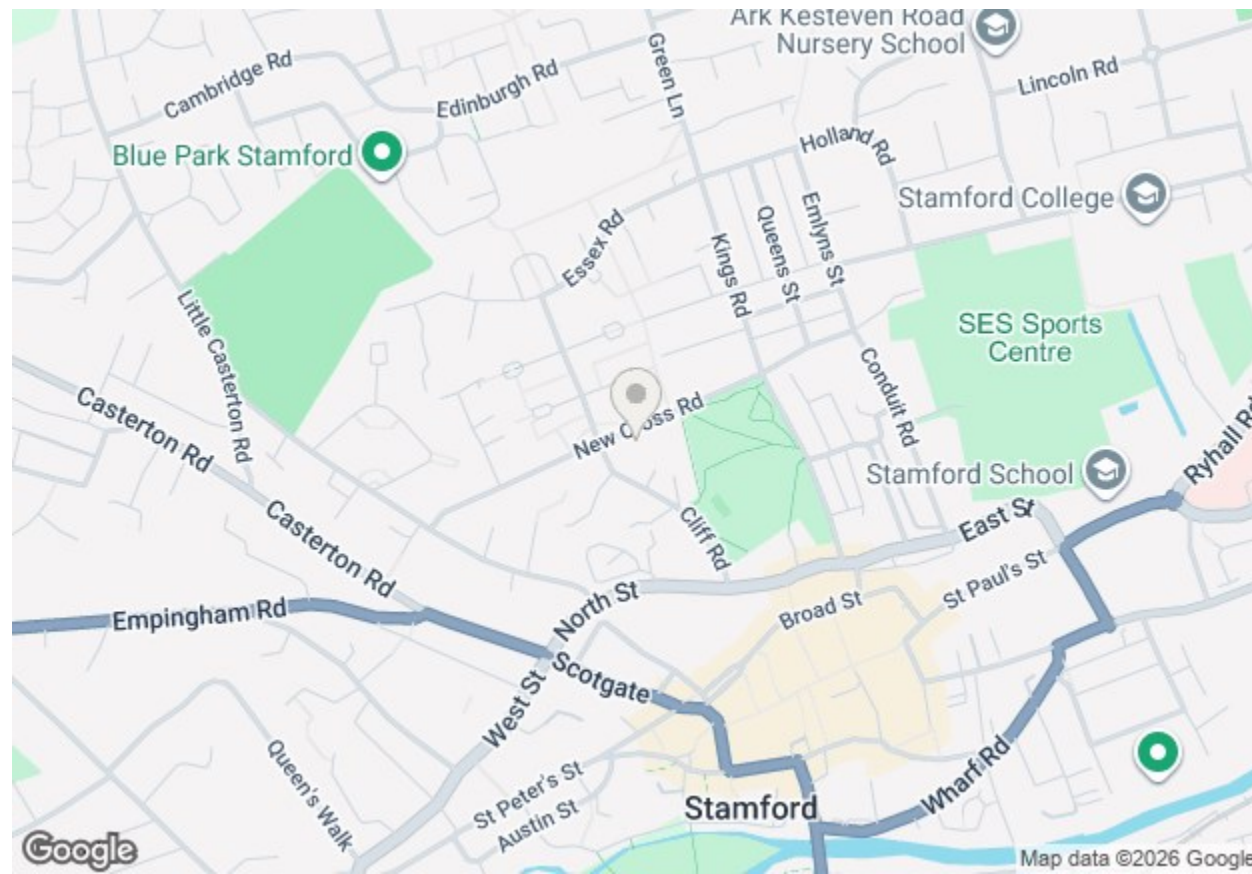 Ark Kesteven Road
Nursery School
Green Ln
Cambridge Rd
Edinburgh Rd
Lincoln Rd
Holland Rd
Blue Park Stamford
Stamford College
Essex Rd
Queens St
Emlyns St
Kings Rd
Little Casterton Rd
SES Sports
Centre
Conduit Rd
Casterton Rd
New Cross Rd
Ryhall Rd
Stamford School
Casterton Rd
Cliff Rd
East St
St Paul's St
Empingham Rd
North St
Broad St
Scotgate
West St
Queen's Walk
St Peter's St
Austin St
Wharf Rd
Stamford
Google
Map data ©2026 Google